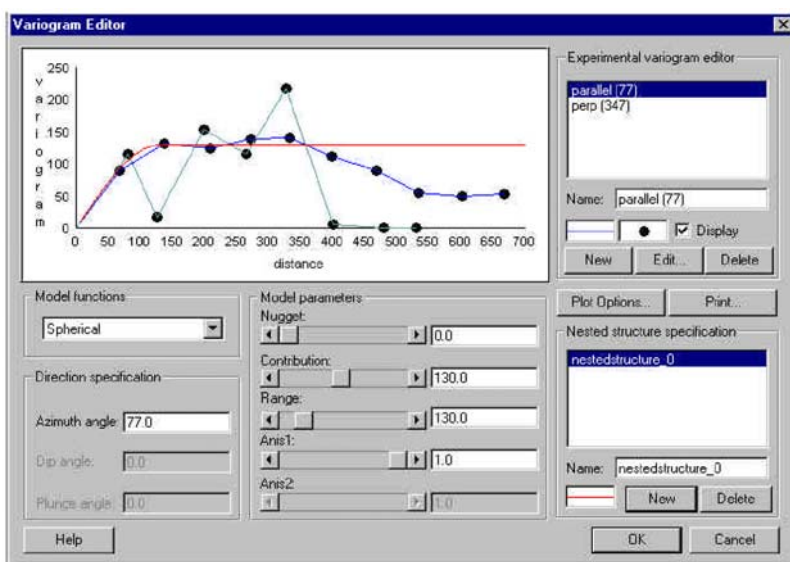 Variogram Editor
250
200
150
100
50
0
variogram
0 50 100 150 200 250 300 350 400 450 500 550 600 650 700
distance
Experimental variogram editor
parallel (77)
perp (347)
Name: parallel (77)
Display
New Edit... Delete
Plot Options... Print...
Model functions
Spherical
Direction specification
Azimuth angle: 77.0
Dip angle: 0.0
Plunge angle: 0.0
Model parameters
Nugget:
0.0
Contribution:
130.0
Range:
130.0
Anis1:
1.0
Anis2
1.0
Nested structure specification
nestedstructure_0
Name: nestedstructure_0
New Delete
Help OK Cancel